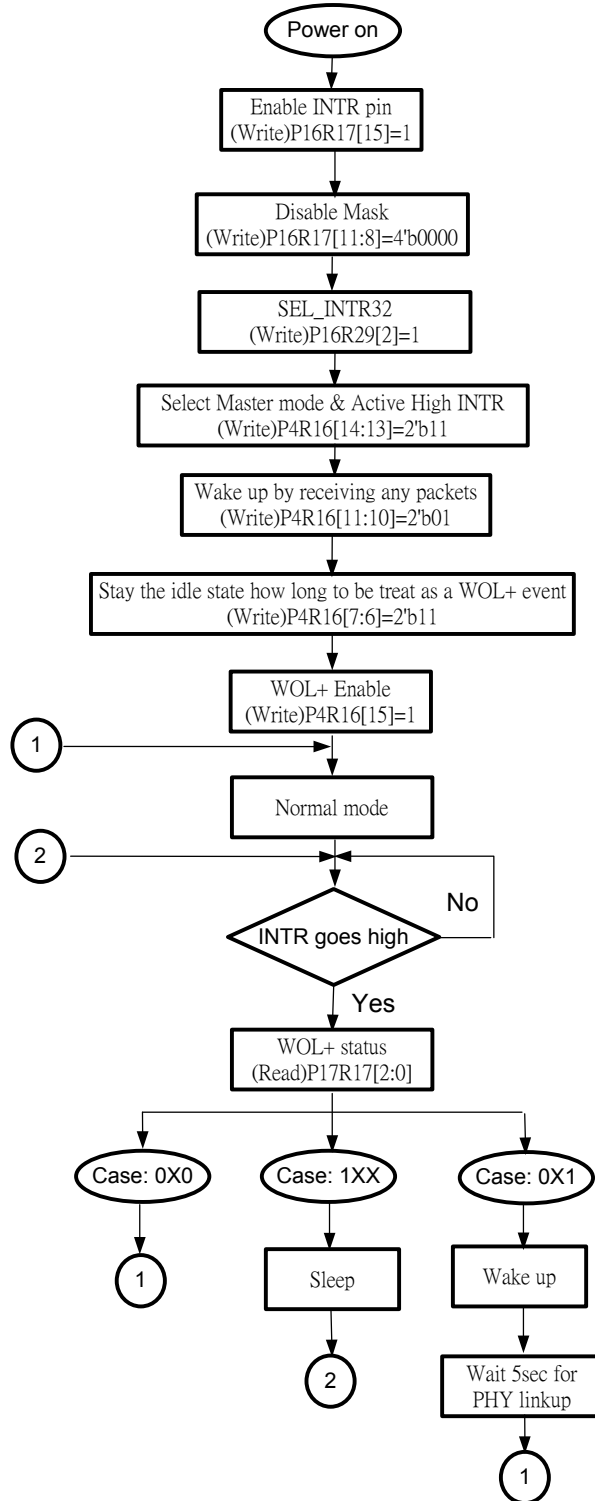 Power on
Enable INTR pin
(Write)P16R17[15]=1
Disable Mask
(Write)P16R17[11:8]=4'b0000
SEL_INTR32
(Write)P16R29[2]=1
Select Master mode & Active High INTR
(Write)P4R16[14:13]=2'b11
Wake up by receiving any packets
(Write)P4R16[11:10]=2'b01
Stay the idle state how long to be treat as a WOL+ event
(Write)P4R16[7:6]=2'b11
WOL+ Enable
(Write)P4R16[15]=1
1
Normal mode
2
No
INTR goes high
Yes
WOL+ status
(Read)P17R17[2:0]
Case: 0X0
Case: 1XX
Case: 0X1
1
Sleep
Wake up
2
Wait 5sec for
PHY linkup
1